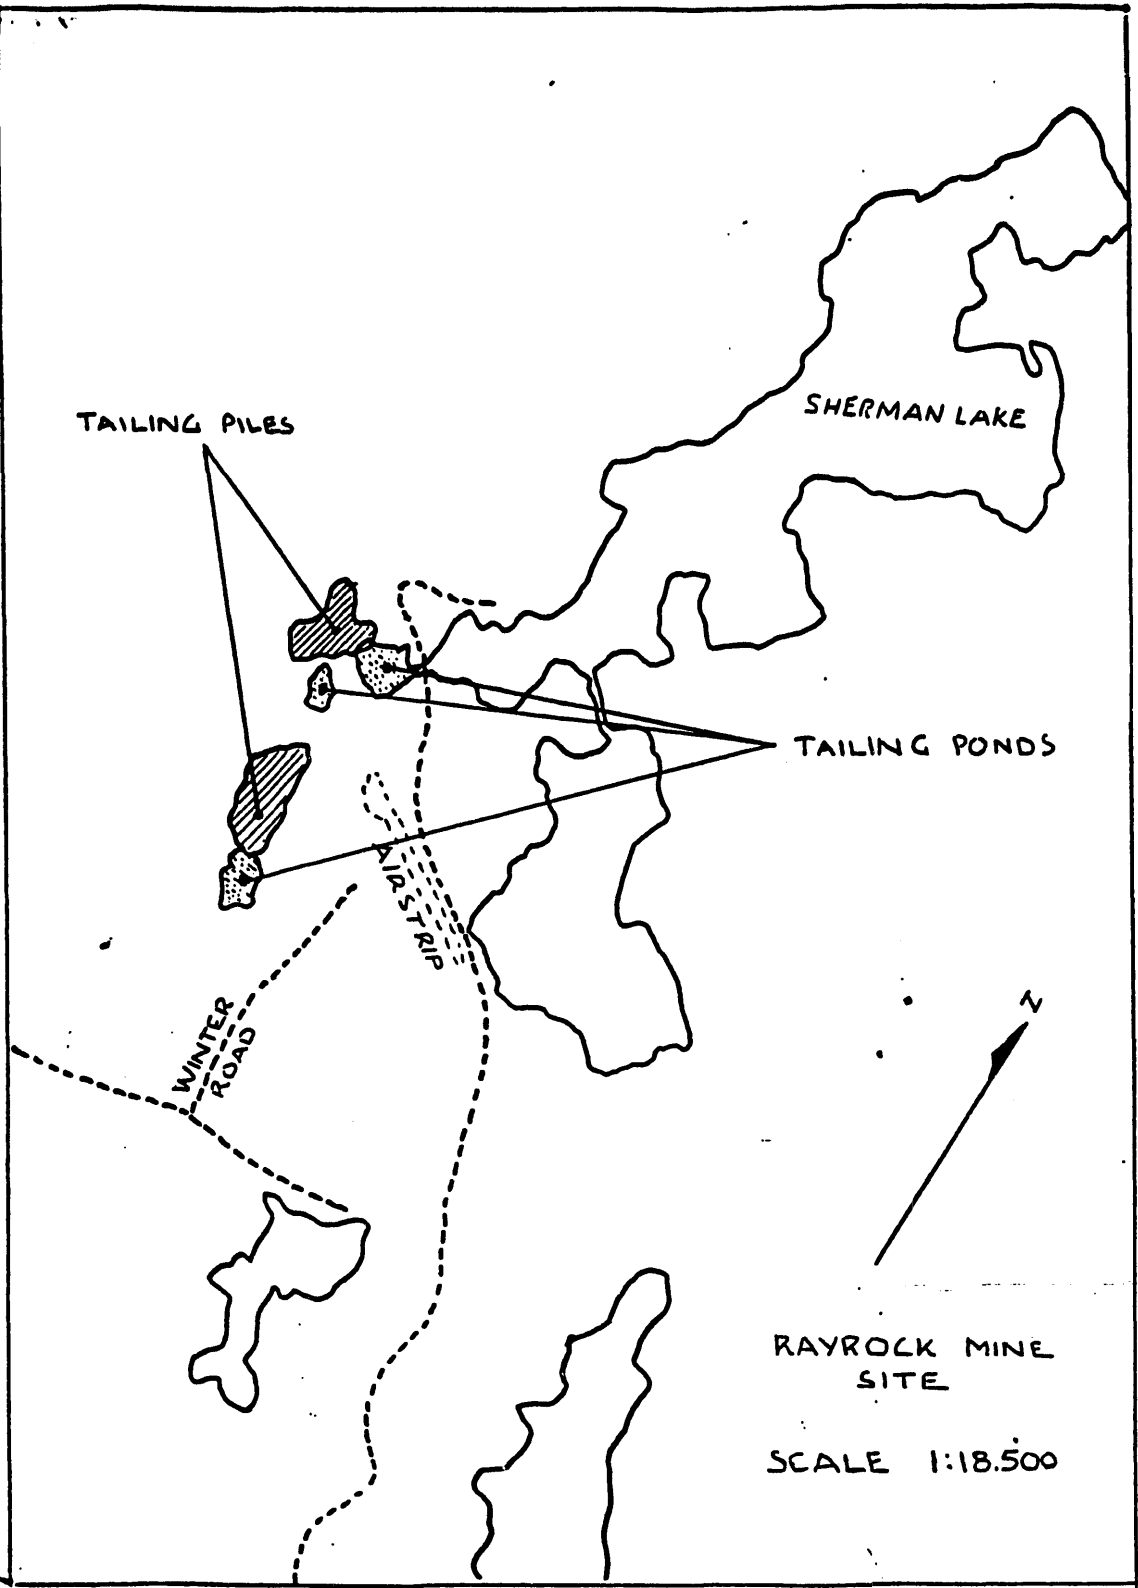 SHERMAN LAKE
TAILING PILES
TAILING PONDS
AIRSTRIP
WINTER
ROAD
N
RAYROCK MINE
SITE
SCALE 1:18.500